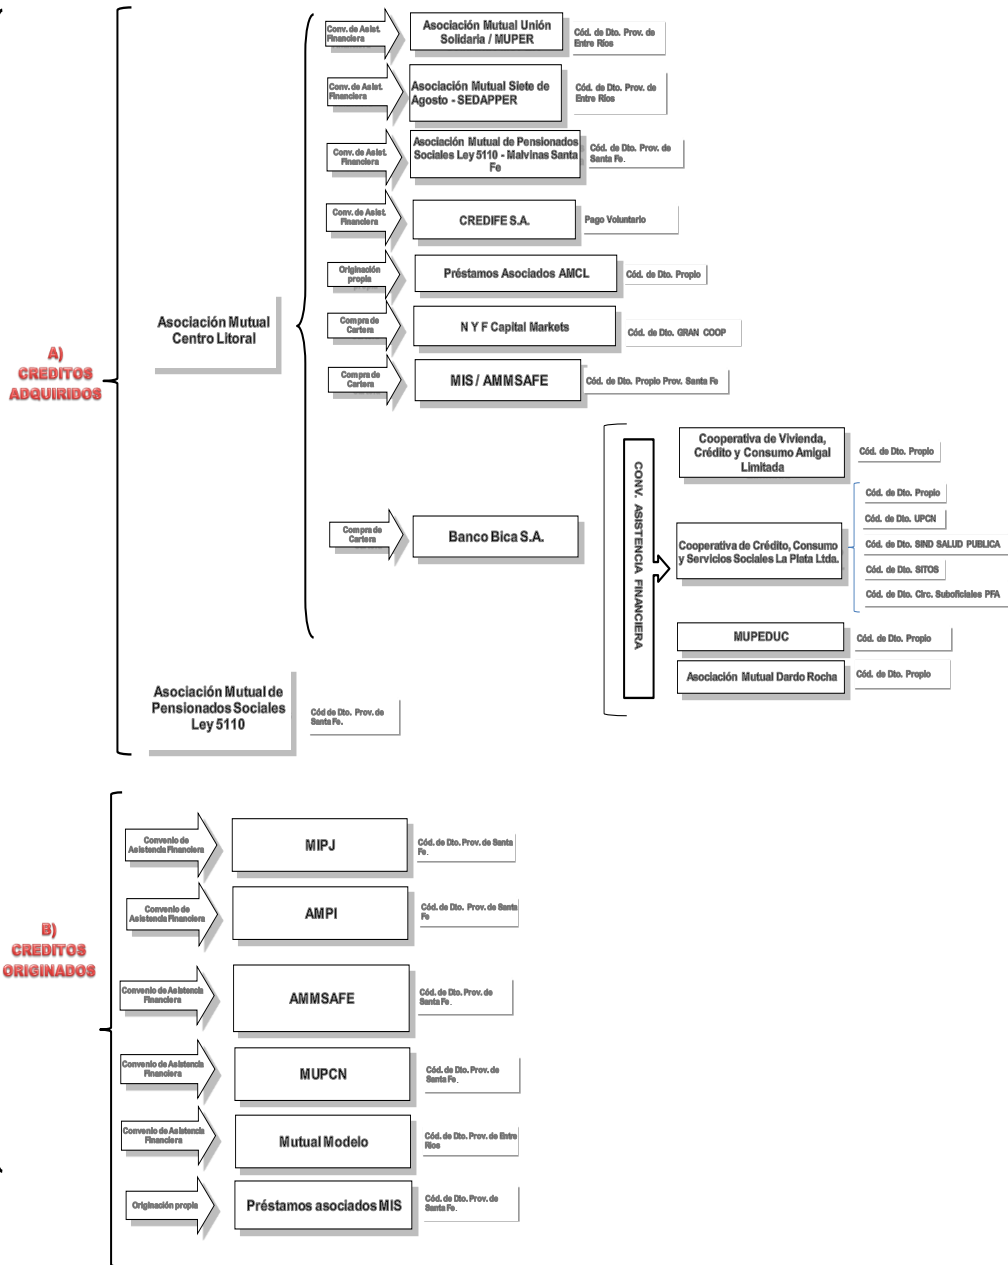 A)
CREDITOS
ADQUIRIDOS
Asociación Mutual
Centro Litoral
Conv. de Asist.
Financiera
Asociación Mutual Unión
Solidaria / MUPER
Cód. de Dto. Prov. de
Entre Ríos
Conv. de Asist.
Financiera
Asociación Mutual Siete de
Agosto - SEDAPPER
Cód. de Dto. Prov. de
Entre Ríos
Conv. de Asist.
Financiera
Asociación Mutual de Pensionados
Sociales Ley 5110 - Malvinas Santa
Fe
Cód. de Dto. Prov. de
Santa Fe.
Conv. de Asist.
Financiera
CREDIFE S.A.
Pago Voluntario
Originación
propia
Préstamos Asociados AMCL
Cód. de Dto. Propio
Compra de
Cartera
N Y F Capital Markets
Cód. de Dto. GRAN COOP
Compra de
Cartera
MIS / AMMSAFE
Cód. de Dto. Propio Prov. Santa Fe
Compra de
Cartera
Banco Bica S.A.
CONV. ASISTENCIA FINANCIERA
Cooperativa de Vivienda,
Crédito y Consumo Amigal
Limitada
Cód. de Dto. Propio
Cooperativa de Crédito, Consumo
y Servicios Sociales La Plata Ltda.
Cód. de Dto. Propio
Cód. de Dto. UPCN
Cód. de Dto. SIND SALUD PUBLICA
Cód. de Dto. SITOS
Cód. de Dto. Circ. Suboficiales PFA
MUPEDUC
Cód. de Dto. Propio
Asociación Mutual Dardo Rocha
Cód. de Dto. Propio
Asociación Mutual de
Pensionados Sociales
Ley 5110
Cód de Dto. Prov. de
Santa Fe.
B)
CREDITOS
ORIGINADOS
Convenio de
Asistencia Financiera
MIPJ
Cód. de Dto. Prov. de Santa
Fe.
Convenio de
Asistencia Financiera
AMPI
Cód. de Dto. Prov. de Santa
Fe
Convenio de Asistencia
Financiera
AMMSAFE
Cód. de Dto. Prov. de
Santa Fe.
Convenio de Asistencia
Financiera
MUPCN
Cód. de Dto. Prov. de
Santa Fe.
Convenio de Asistencia
Financiera
Mutual Modelo
Cód. de Dto. Prov. de Entre
Ríos
Originación propia
Préstamos asociados MIS
Cód. de Dto. Prov. de
Santa Fe.